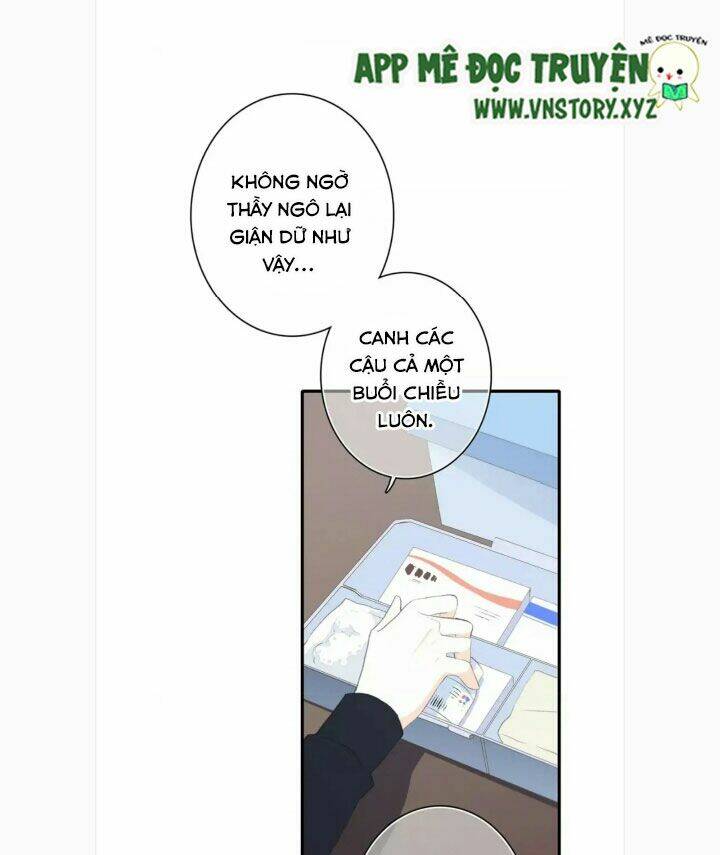 MÊ ĐỌC TRUYỆN
APP MÊ ĐỌC TRUYỆN
WWW.VNSTORY.XYZ
KHÔNG NGỜ
THẦY NGÔ LẠI
GIẬN DỮ NHƯ
VẬY...
CANH CÁC
CẬU CẢ MỘT
BUỔI CHIỀU
LUÔN.